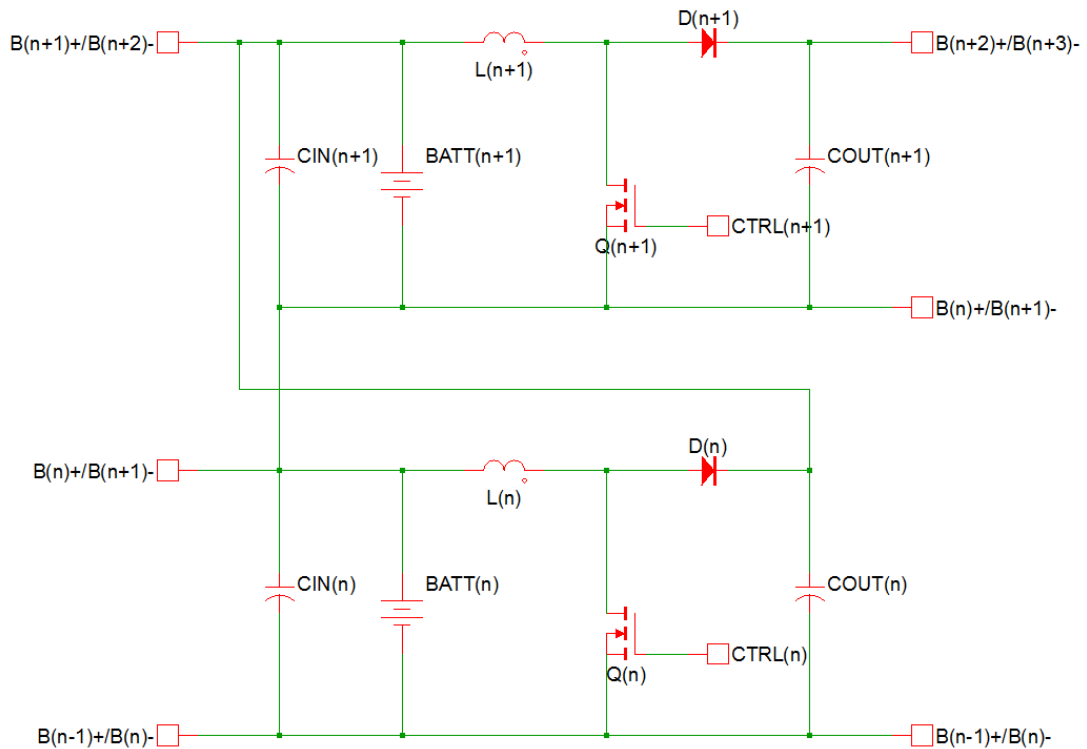 D(n+1)
B(n+1)+/B(n+2)-
B(n+2)+/B(n+3)-
L(n+1)
CIN(n+1)
BATT(n+1)
COUT(n+1)
CTRL(n+1)
Q(n+1)
B(n)+/B(n+1)-
D(n)
B(n)+/B(n+1)-
L(n)
CIN(n)
BATT(n)
COUT(n)
CTRL(n)
Q(n)
B(n-1)+/B(n)-
B(n-1)+/B(n)-